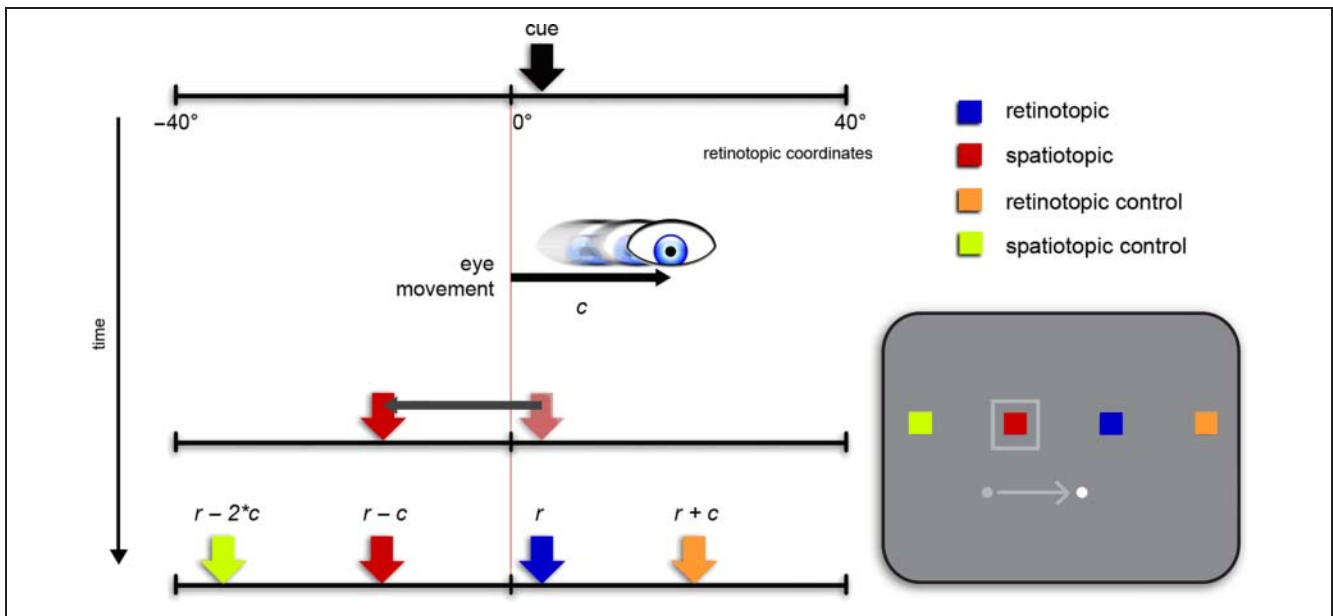 cue
−40°
0°
40°
retinotopic coordinates
retinotopic
spatiotopic
retinotopic control
spatiotopic control
eye
movement
c
time
r – 2*c
r – c
r
r + c